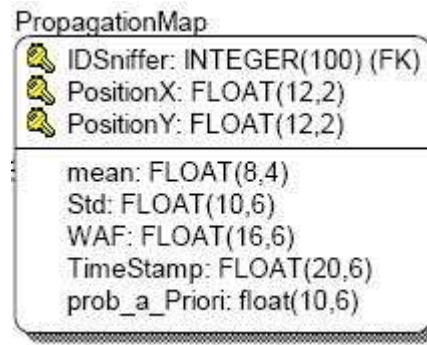 PropagationMap
IDSniffer: INTEGER(100) (FK)
PositionX: FLOAT(12,2)
PositionY: FLOAT(12,2)
mean: FLOAT(8,4)
Std: FLOAT(10,6)
WAF: FLOAT(16,6)
TimeStamp: FLOAT(20,6)
prob_a_Priori: float(10,6)